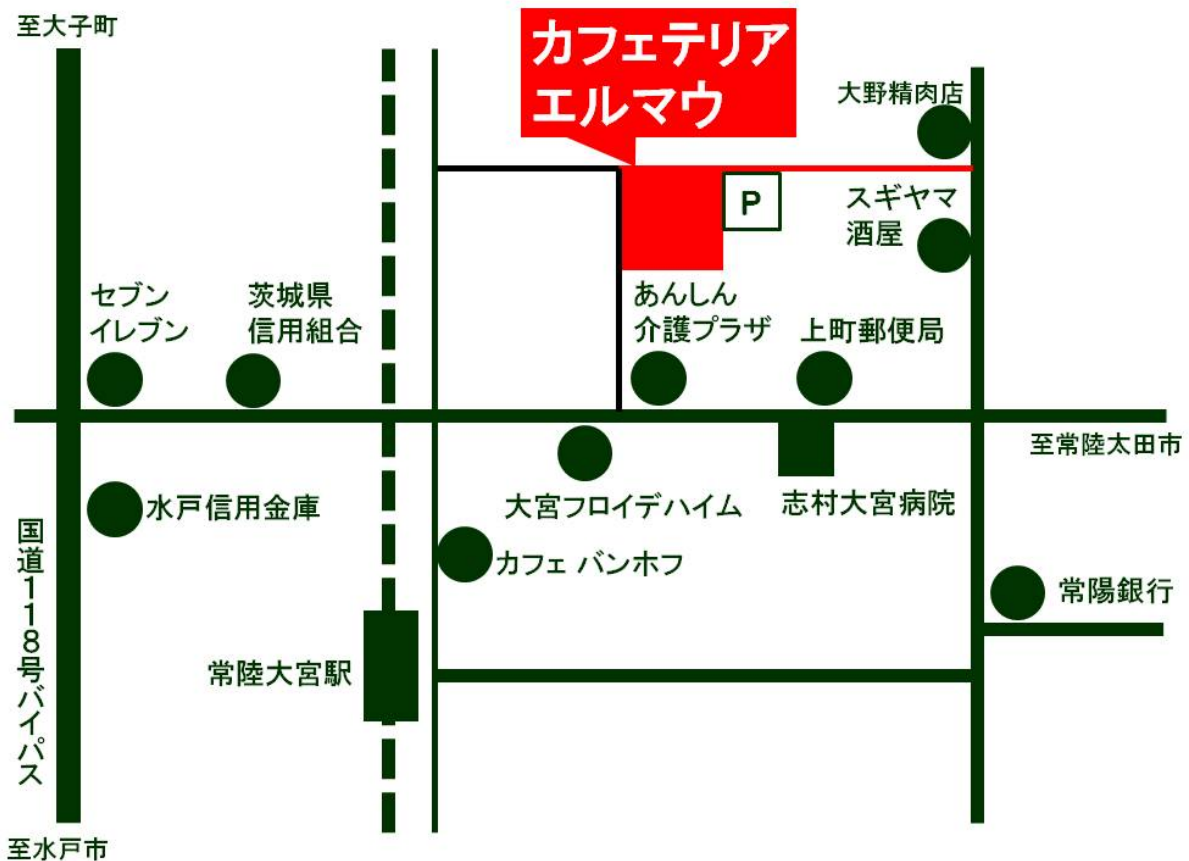 至大子町
カフェテリア
エルマウ
大野精肉店
P
スギヤマ
酒屋
セブン
イレブン
茨城県
信用組合
あんしん
介護プラザ
上町郵便局
至常陸太田市
水戸信用金庫
大宮フロイデハイム
志村大宮病院
国道118号バイパス
カフェ バンホフ
常陽銀行
常陸大宮駅
至水戸市